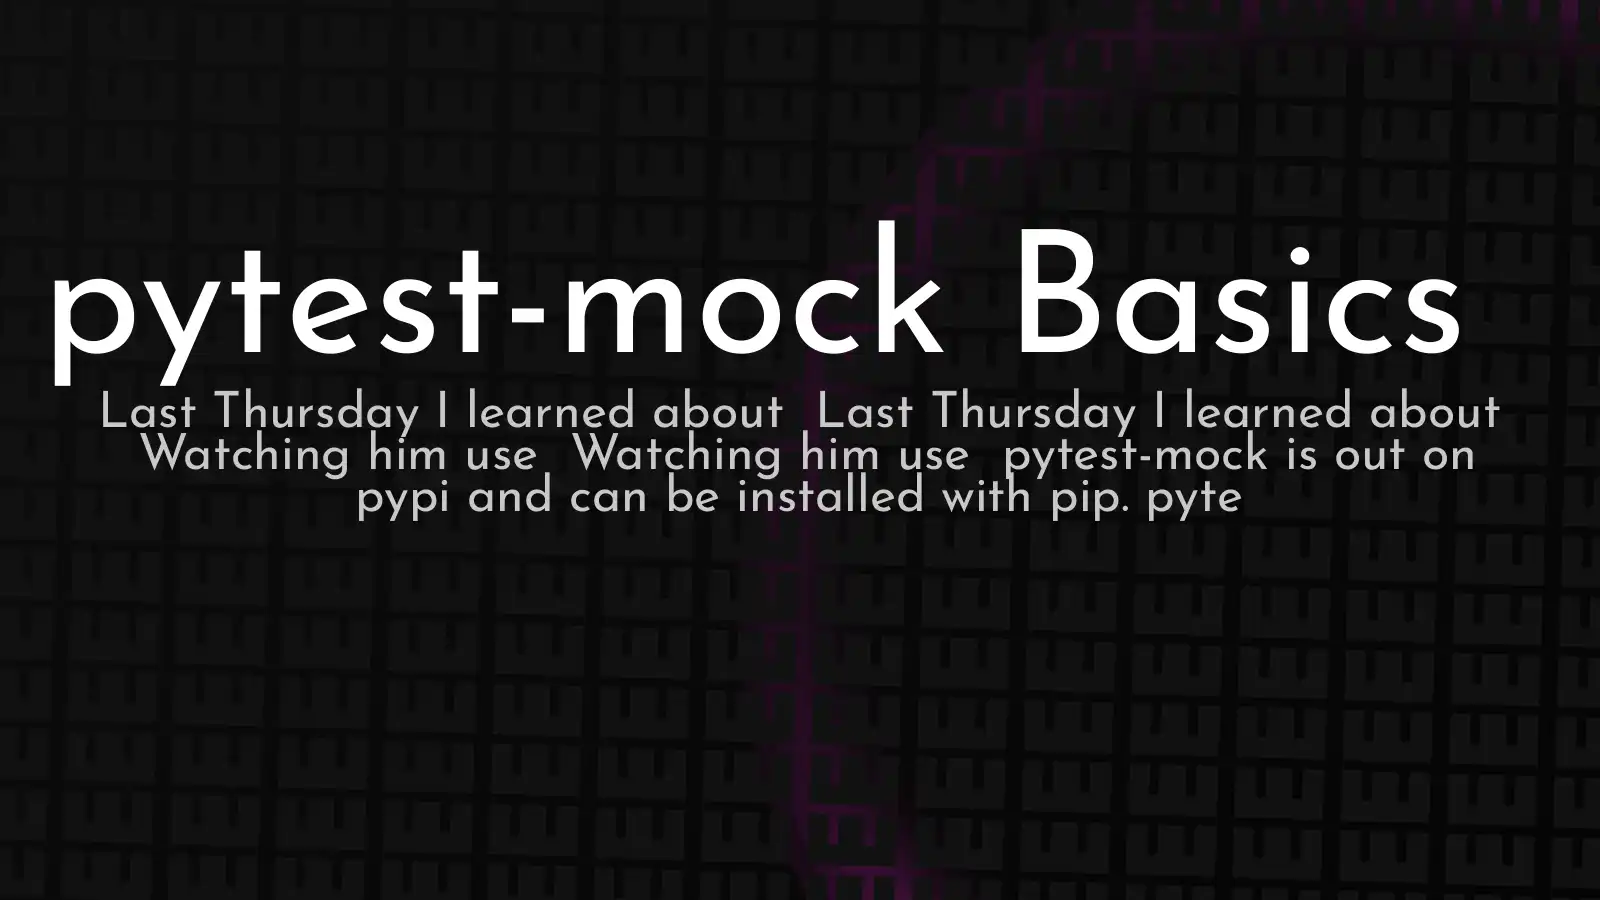 pytest-mock Basics
Last Thursday I learned about  Last Thursday I learned about
Watching him use  Watching him use  pytest-mock is out on
pypi and can be installed with pip. pyte